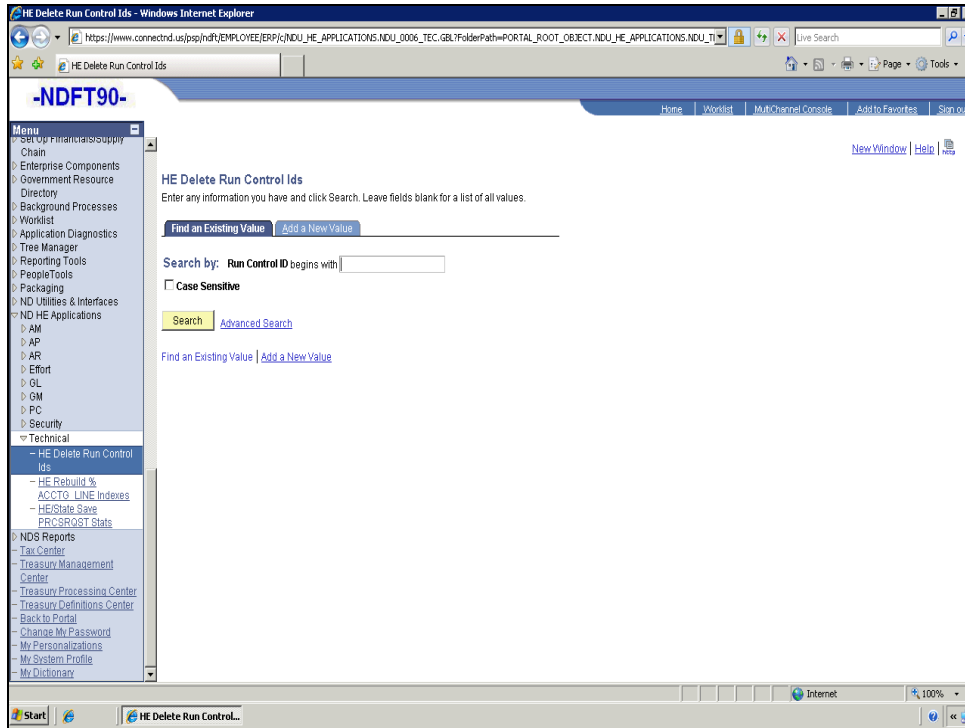 HE Delete Run Control Ids - Windows Internet Explorer
https://www.connectnd.us/psp/ndft/EMPLOYEE/ERP/c/NDU_HE_APPLICATIONS.NDU_0006_TEC.GBL?FolderPath=PORTAL_ROOT_OBJECT.NDU_HE_APPLICATIONS.NDU_T
Live Search
HE Delete Run Control Ids
Page
Tools
-NDFT90-
Home
Worklist
MultiChannel Console
Add to Favorites
Sign ou
Menu
Set Up Financials/Supply
Chain
Enterprise Components
Government Resource
Directory
Background Processes
Worklist
Application Diagnostics
Tree Manager
Reporting Tools
PeopleTools
Packaging
ND Utilities & Interfaces
ND HE Applications
AM
AP
AR
Effort
GL
GM
PC
Security
Technical
– HE Delete Run Control
Ids
– HE Rebuild %
ACCTG_LINE Indexes
– HE/State Save
PRCSRQST Stats
NDS Reports
– Tax Center
– Treasury Management
Center
– Treasury Processing Center
– Treasury Definitions Center
– Back to Portal
– Change My Password
– My Personalizations
– My System Profile
– My Dictionary
New Window | Help |
http
HE Delete Run Control Ids
Enter any information you have and click Search. Leave fields blank for a list of all values.
Find an Existing Value
Add a New Value
Search by: Run Control ID begins with
Case Sensitive
Search
Advanced Search
Find an Existing Value | Add a New Value
Internet
100%
Start
HE Delete Run Control...